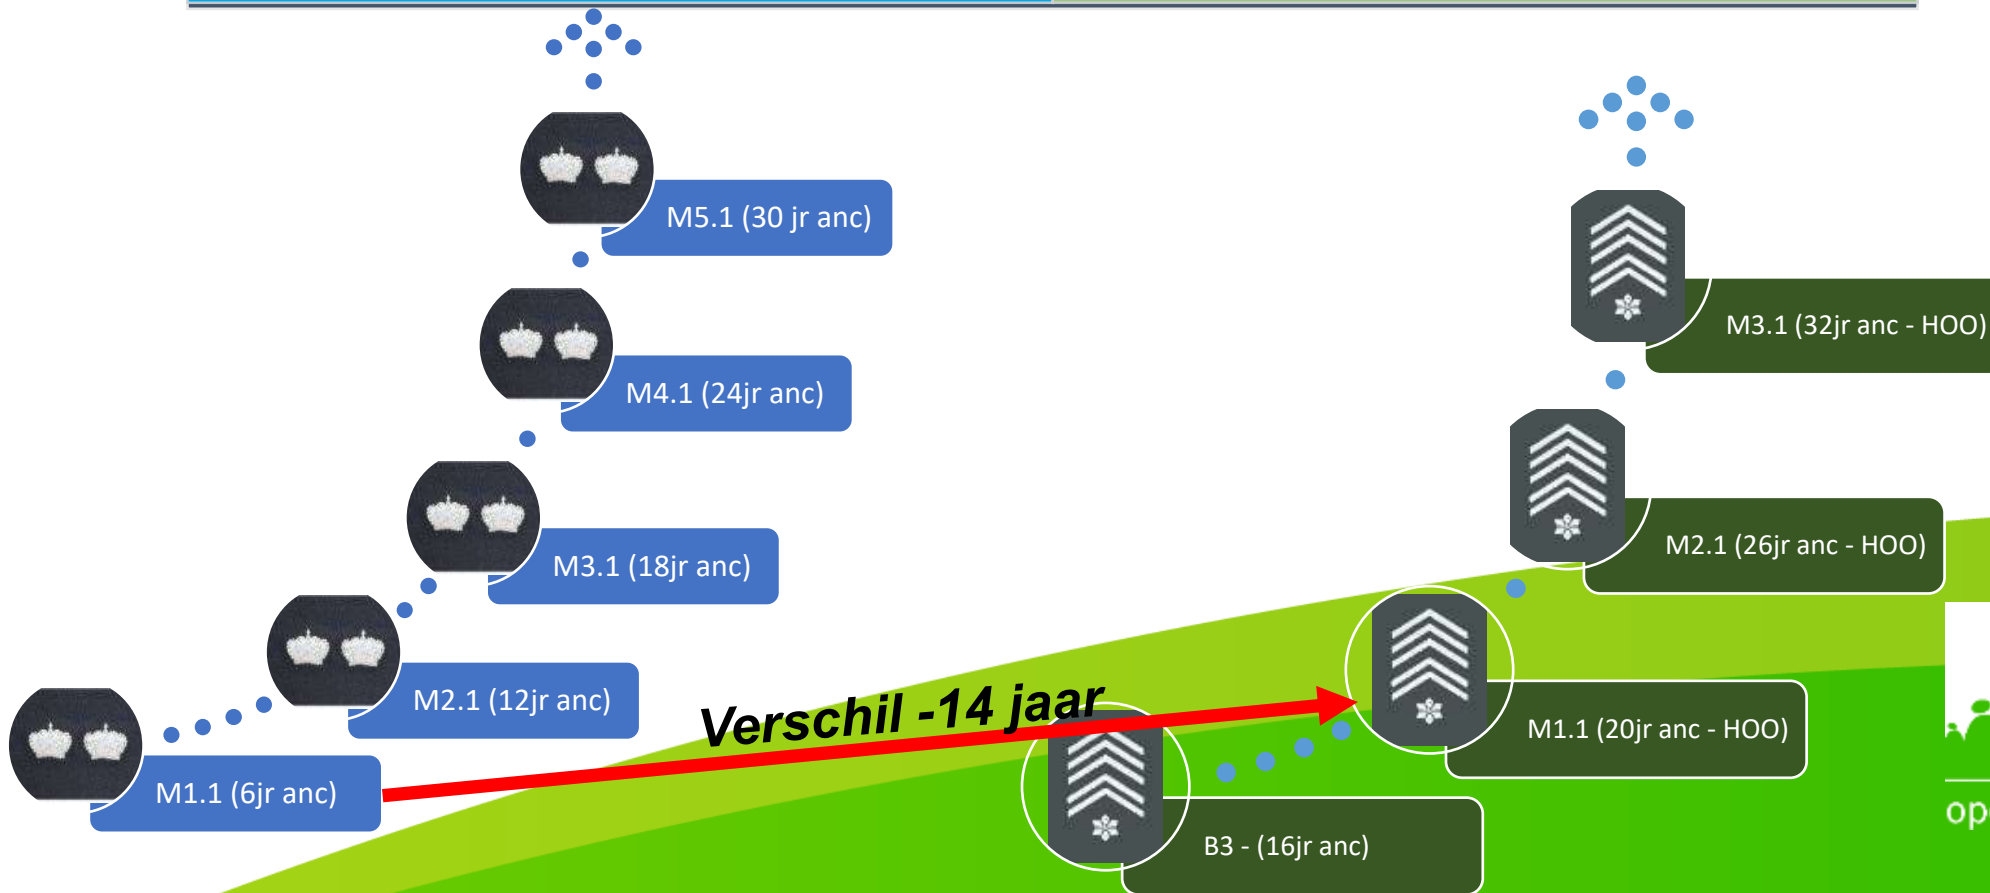 M5.1 (30 jr anc)
M4.1 (24jr anc)
M3.1 (18jr anc)
M2.1 (12jr anc)
M1.1 (6jr anc)
Verschil -14 jaar
M3.1 (32jr anc - HOO)
M2.1 (26jr anc - HOO)
M1.1 (20jr anc - HOO)
B3 - (16jr anc)